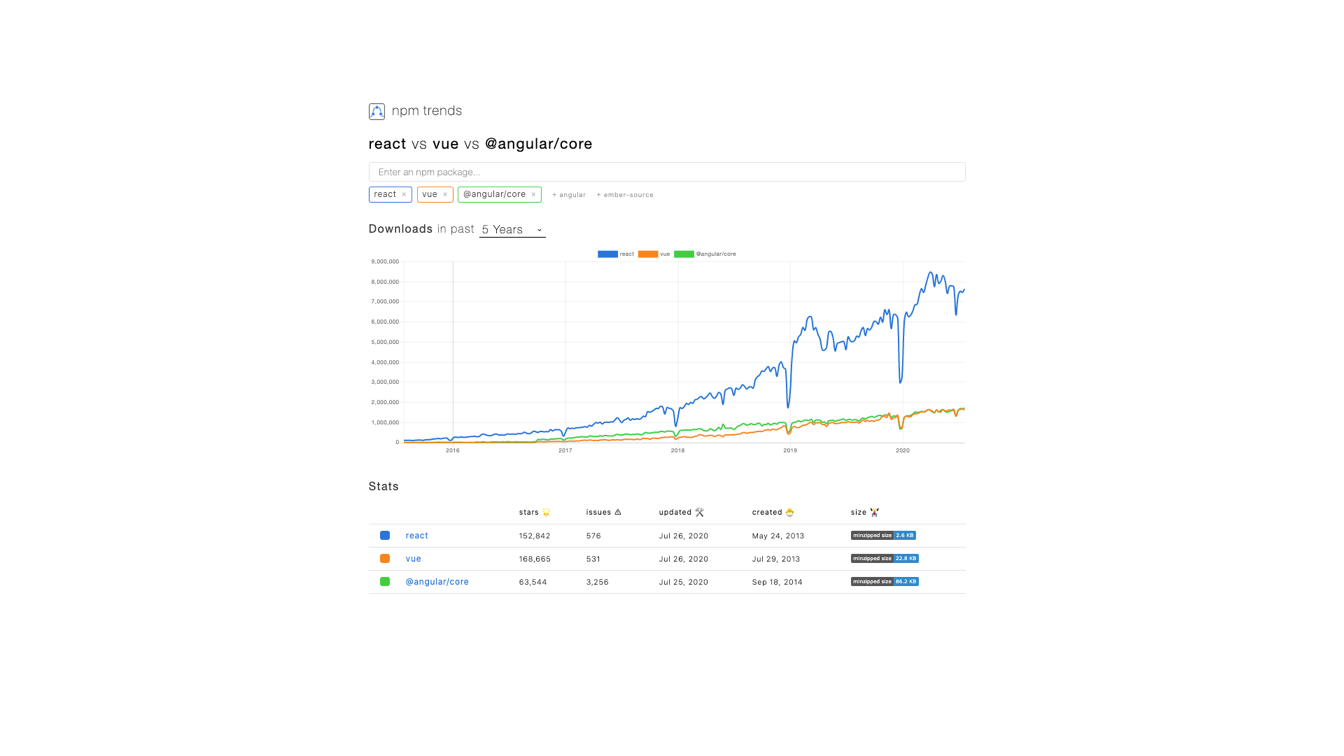 npm trends
react vs vue vs @angular/core
Enter an npm package...
react × vue × @angular/core × + angular + ember-source
Downloads in past 5 Years
react vue @angular/core
9,000,000
8,000,000
7,000,000
6,000,000
5,000,000
4,000,000
3,000,000
2,000,000
1,000,000
0
2016 2017 2018 2019 2020
Stats
stars issues updated created size
react 152,842 576 Jul 26, 2020 May 24, 2013 minzipped size 2.6 KB
vue 168,665 531 Jul 26, 2020 Jul 29, 2013 minzipped size 22.8 KB
@angular/core 63,544 3,256 Jul 25, 2020 Sep 18, 2014 minzipped size 86.2 KB